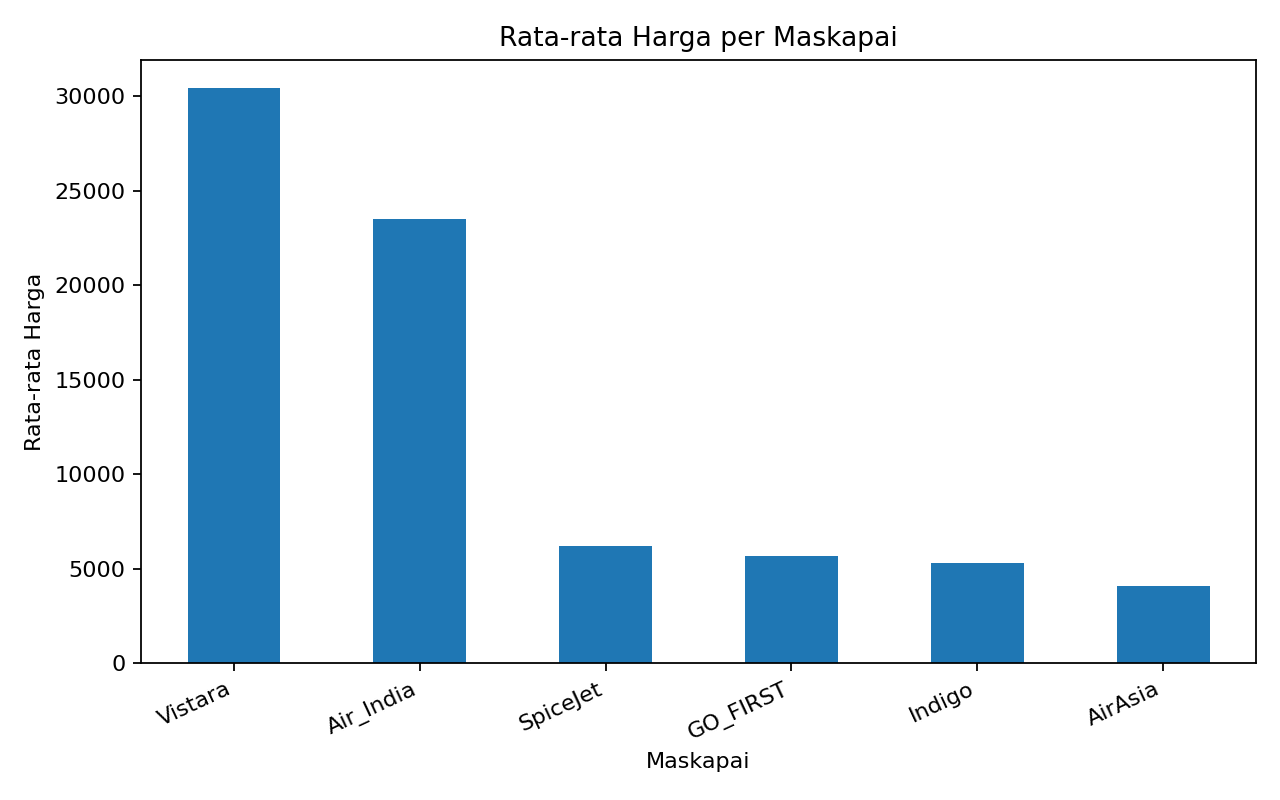 Rata-rata Harga per Maskapai
Rata-rata Harga
30000
25000
20000
15000
10000
5000
0
Vistara
Air_India
SpiceJet
GO_FIRST
Indigo
AirAsia
Maskapai